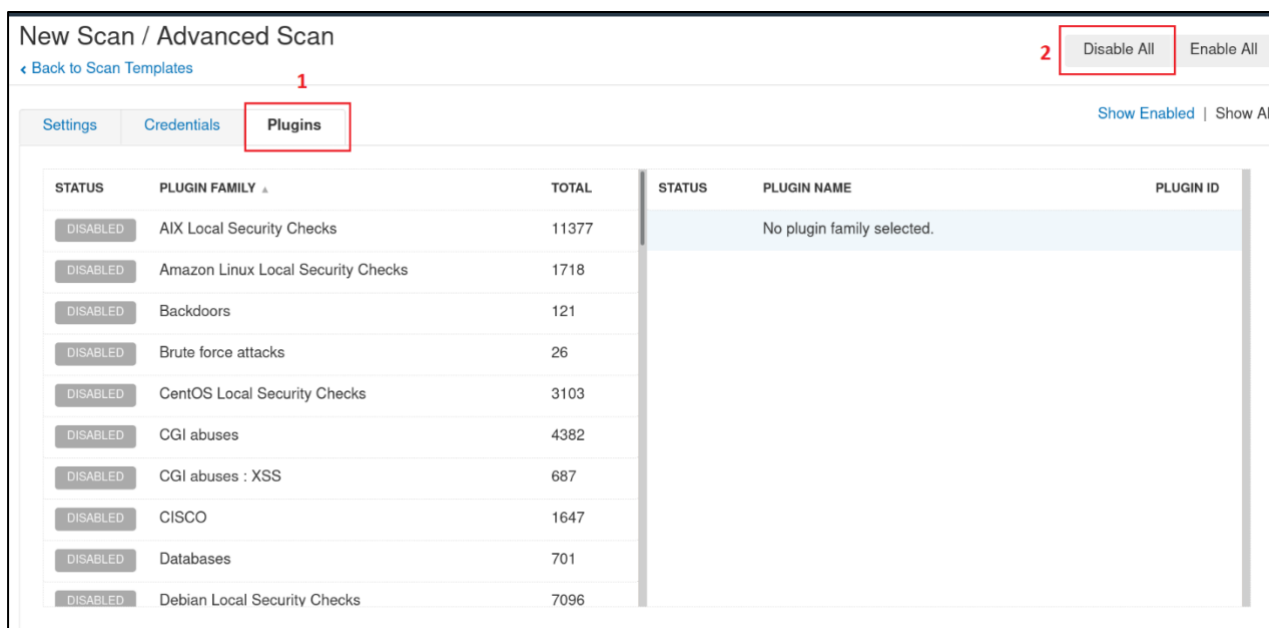 New Scan / Advanced Scan
‹ Back to Scan Templates
1
2
Disable All
Enable All
Settings
Credentials
Plugins
Show Enabled | Show Al
STATUS PLUGIN FAMILY ▲ TOTAL
DISABLED AIX Local Security Checks 11377
DISABLED Amazon Linux Local Security Checks 1718
DISABLED Backdoors 121
DISABLED Brute force attacks 26
DISABLED CentOS Local Security Checks 3103
DISABLED CGI abuses 4382
DISABLED CGI abuses : XSS 687
DISABLED CISCO 1647
DISABLED Databases 701
DISABLED Debian Local Security Checks 7096
STATUS PLUGIN NAME PLUGIN ID
No plugin family selected.